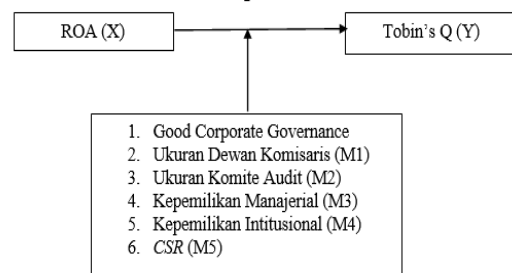 ROA (X)
Tobin's Q (Y)
1. Good Corporate Governance
2. Ukuran Dewan Komisaris (M1)
3. Ukuran Komite Audit (M2)
4. Kepemilikan Manajerial (M3)
5. Kepemilikan Intitusional (M4)
6. CSR (M5)